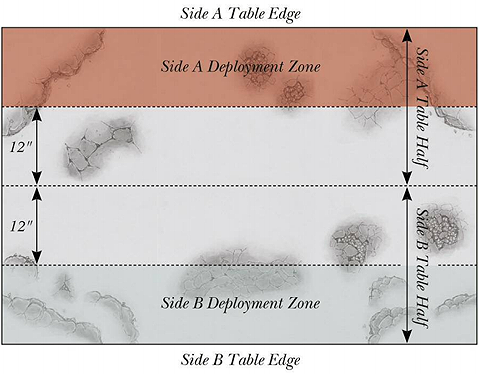 Side A Table Edge
Side A Deployment Zone
Side A Table Half
12"
12"
Side B Table Half
Side B Deployment Zone
Side B Table Edge